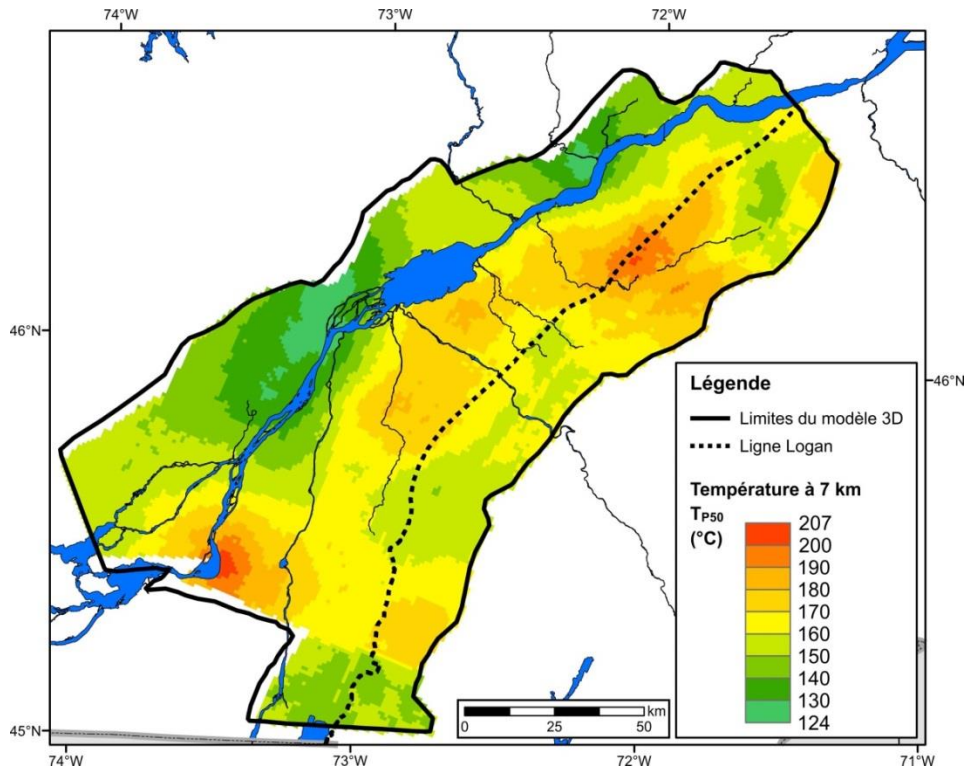 74°W 73°W 72°W
46°N
46°N
Légende
Limites du modèle 3D
Ligne Logan
Température à 7 km
TP50
(°C)
207
200
190
180
170
160
150
140
130
124
km
0 25 50
45°N
74°W 73°W 72°W 71°W